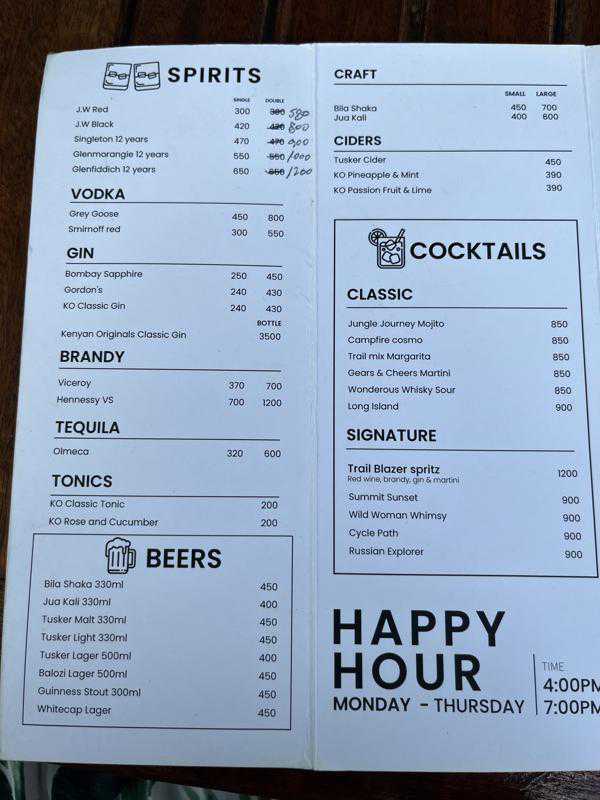 SPIRITS
SINGLE DOUBLE
J.W Red 300 380 580
J.W Black 420 420 800
Singleton 12 years 470 470 900
Glenmorangie 12 years 550 550 1000
Glenfiddich 12 years 650 650 1200
VODKA
Grey Goose 450 800
Smirnoff red 300 550
GIN
Bombay Sapphire 250 450
Gordon's 240 430
KO Classic Gin 240 430
BOTTLE
Kenyan Originals Classic Gin 3500
BRANDY
Viceroy 370 700
Hennessy VS 700 1200
TEQUILA
Olmeca 320 600
TONICS
KO Classic Tonic 200
KO Rose and Cucumber 200
BEERS
Bila Shaka 330ml 450
Jua Kali 330ml 400
Tusker Malt 330ml 450
Tusker Light 330ml 450
Tusker Lager 500ml 400
Balozi Lager 500ml 450
Guinness Stout 300ml 450
Whitecap Lager 450
CRAFT
SMALL LARGE
Bila Shaka 450 700
Jua Kali 400 600
CIDERS
Tusker Cider 450
KO Pineapple & Mint 390
KO Passion Fruit & Lime 390
COCKTAILS
CLASSIC
Jungle Journey Mojito 850
Campfire cosmo 850
Trail mix Margarita 850
Gears & Cheers Martini 850
Wonderous Whisky Sour 850
Long Island 900
SIGNATURE
Trail Blazer spritz 1200
Red wine, brandy, gin & martini
Summit Sunset 900
Wild Woman Whimsy 900
Cycle Path 900
Russian Explorer 900
HAPPY
HOUR
MONDAY - THURSDAY
TIME
4:00PM
7:00PM